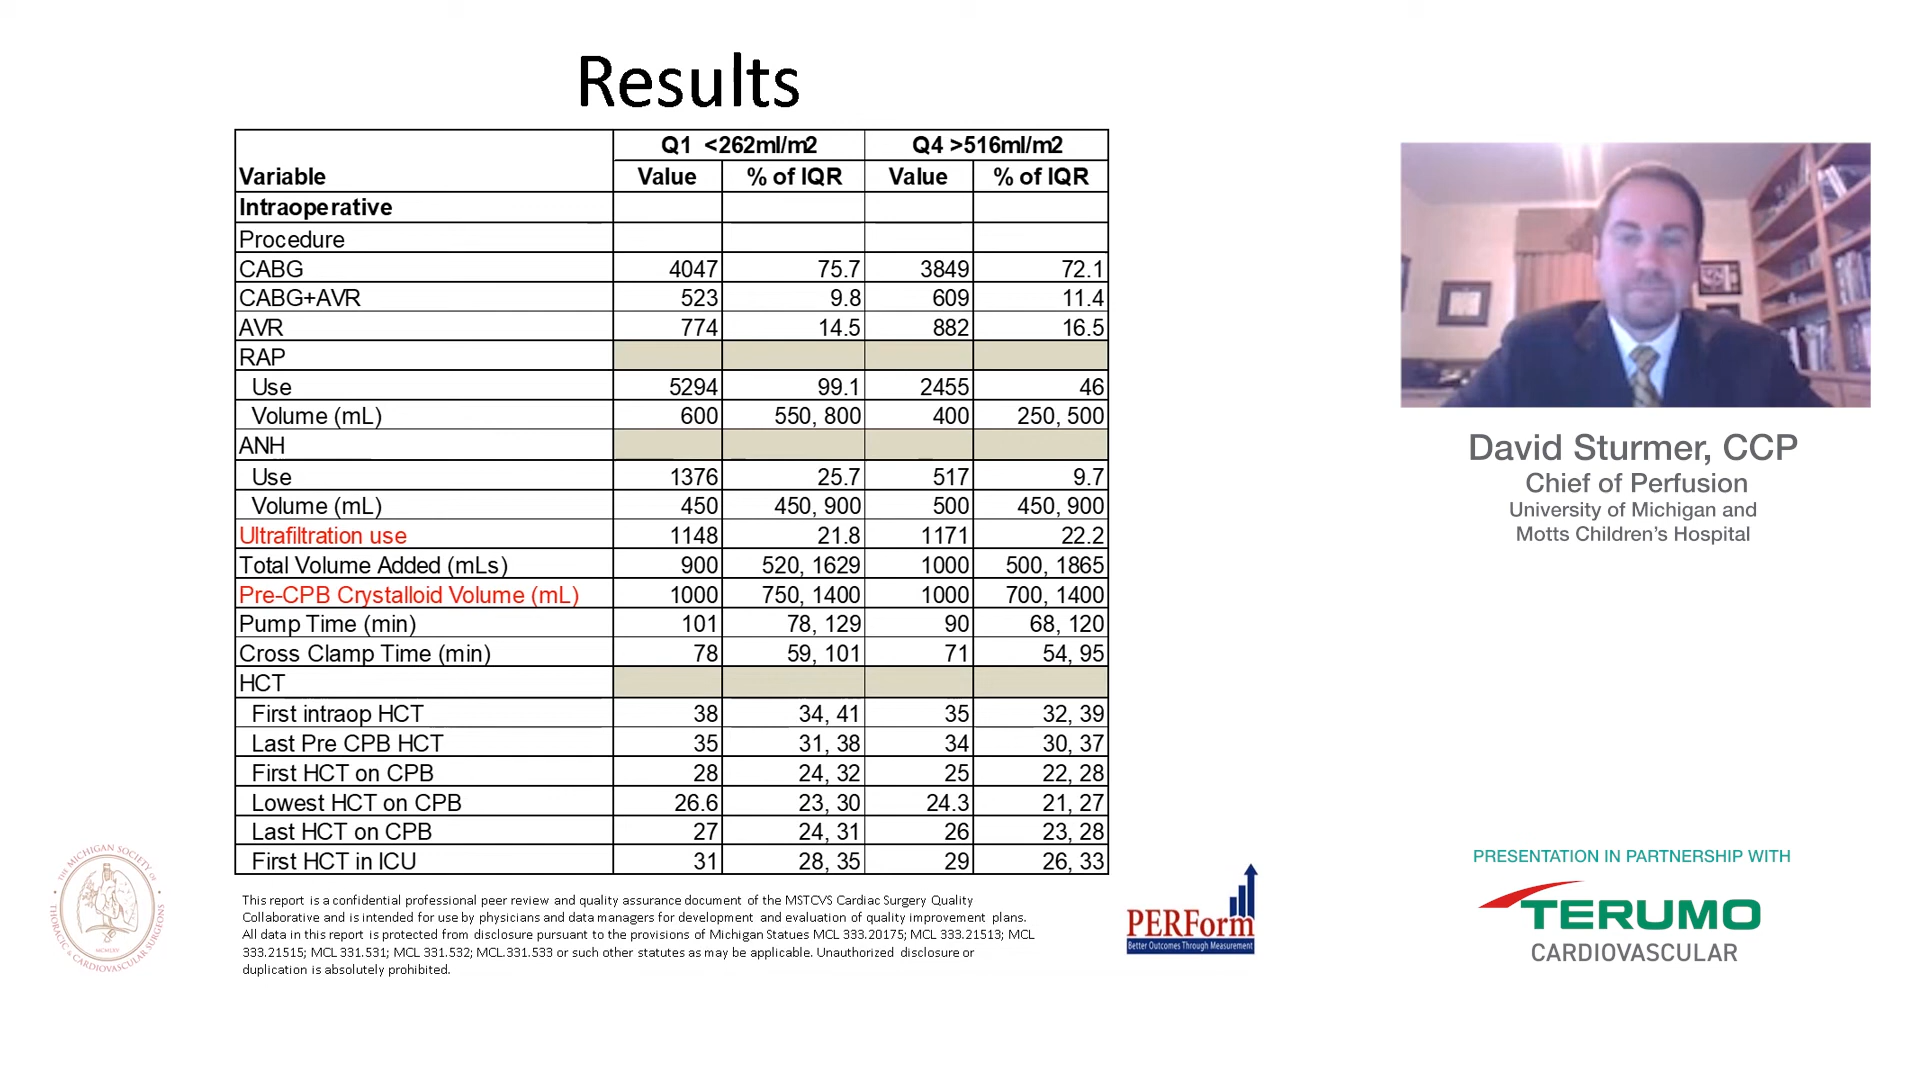 Results
Q1 <262ml/m2 Q4 >516ml/m2
Variable Value % of IQR Value % of IQR
Intraoperative
Procedure
CABG 4047 75.7 3849 72.1
CABG+AVR 523 9.8 609 11.4
AVR 774 14.5 882 16.5
RAP
Use 5294 99.1 2455 46
Volume (mL) 600 550, 800 400 250, 500
ANH
Use 1376 25.7 517 9.7
Volume (mL) 450 450, 900 500 450, 900
Ultrafiltration use 1148 21.8 1171 22.2
Total Volume Added (mLs) 900 520, 1629 1000 500, 1865
Pre-CPB Crystalloid Volume (mL) 1000 750, 1400 1000 700, 1400
Pump Time (min) 101 78, 129 90 68, 120
Cross Clamp Time (min) 78 59, 101 71 54, 95
HCT
First intraop HCT 38 34, 41 35 32, 39
Last Pre CPB HCT 35 31, 38 34 30, 37
First HCT on CPB 28 24, 32 25 22, 28
Lowest HCT on CPB 26.6 23, 30 24.3 21, 27
Last HCT on CPB 27 24, 31 26 23, 28
First HCT in ICU 31 28, 35 29 26, 33
This report is a confidential professional peer review and quality assurance document of the MSTCVS Cardiac Surgery Quality
Collaborative and is intended for use by physicians and data managers for development and evaluation of quality improvement plans.
All data in this report is protected from disclosure pursuant to the provisions of Michigan Statues MCL 333.20175; MCL 333.21513; MCL
333.21515; MCL 331.531; MCL 331.532; MCL.331.533 or such other statutes as may be applicable. Unauthorized disclosure or
duplication is absolutely prohibited.
THE MICHIGAN SOCIETY OF
THORACIC & CARDIOVASCULAR SURGEONS
MCMLXV
PERForm
Better Outcomes Through Measurement
David Sturmer, CCP
Chief of Perfusion
University of Michigan and
Motts Children's Hospital
PRESENTATION IN PARTNERSHIP WITH
TERUMO
CARDIOVASCULAR